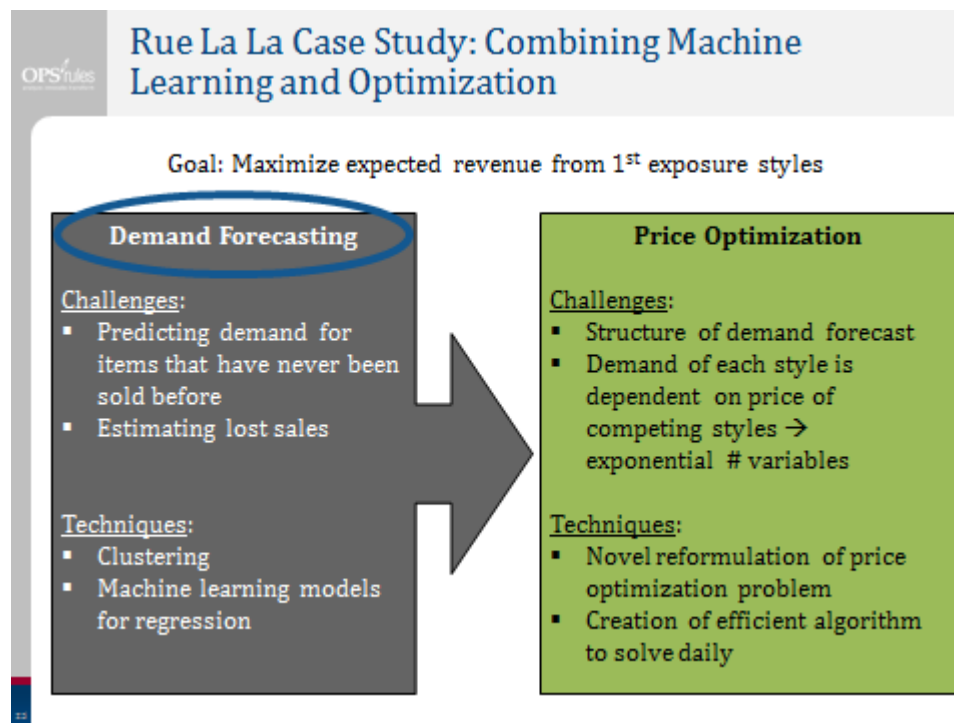 Rue La La Case Study: Combining Machine
Learning and Optimization
OPS rules
Goal: Maximize expected revenue from 1st exposure styles
Demand Forecasting
Challenges:
▪ Predicting demand for
items that have never been
sold before
▪ Estimating lost sales
Techniques:
▪ Clustering
▪ Machine learning models
for regression
Price Optimization
Challenges:
▪ Structure of demand forecast
▪ Demand of each style is
dependent on price of
competing styles →
exponential # variables
Techniques:
▪ Novel reformulation of price
optimization problem
▪ Creation of efficient algorithm
to solve daily